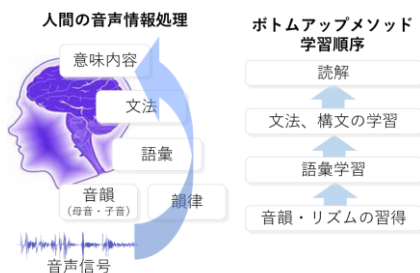 人間の音声情報処理
意味内容
文法
語彙
音韻
(母音・子音)
韻律
音声信号
ボトムアップメソッド
学習順序
読解
文法、構文の学習
語彙学習
音韻・リズムの習得